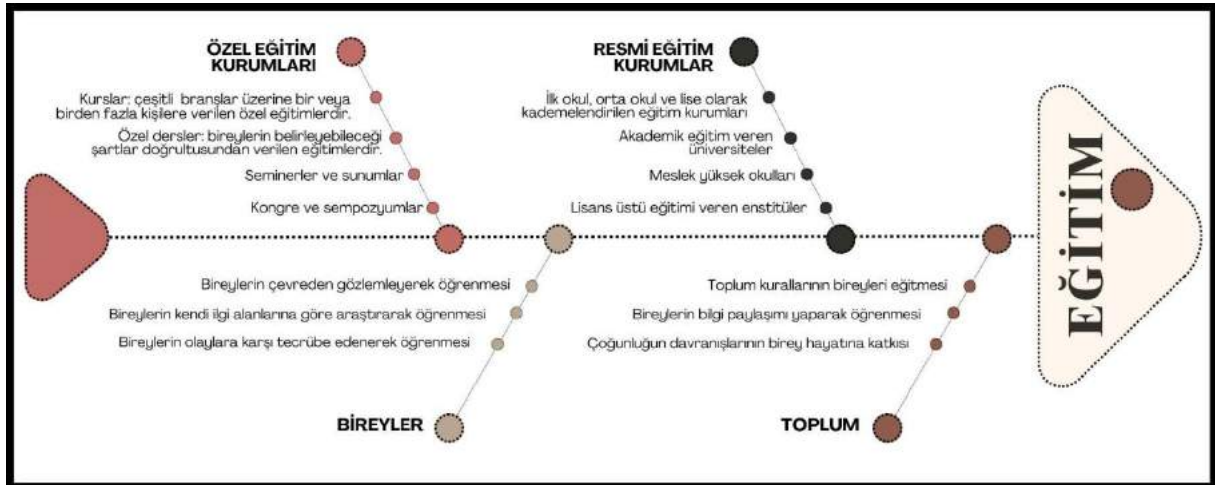 ÖZEL EĞİTİM
KURUMLARI
Kurslar: çeşitli branşlar üzerine bir veya
birden fazla kişilere verilen özel eğitimlerdir.
Özel dersler: bireylerin belirleyebileceği
şartlar doğrultusundan verilen eğitimlerdir.
Seminerler ve sunumlar
Kongre ve sempozyumlar
RESMİ EĞİTİM
KURUMLAR
İlk okul, orta okul ve lise olarak
kademelendirilen eğitim kurumları
Akademik eğitim veren
üniversiteler
Meslek yüksek okulları
Lisans üstü eğitimi veren enstitüler
Bireylerin çevreden gözlemleyerek öğrenmesi
Bireylerin kendi ilgi alanlarına göre araştırarak öğrenmesi
Bireylerin olaylara karşı tecrübe edenerek öğrenmesi
BİREYLER
Toplum kurallarının bireyleri eğitmesi
Bireylerin bilgi paylaşımı yaparak öğrenmesi
Çoğunluğun davranışlarının birey hayatına katkısı
TOPLUM
EĞİTİM